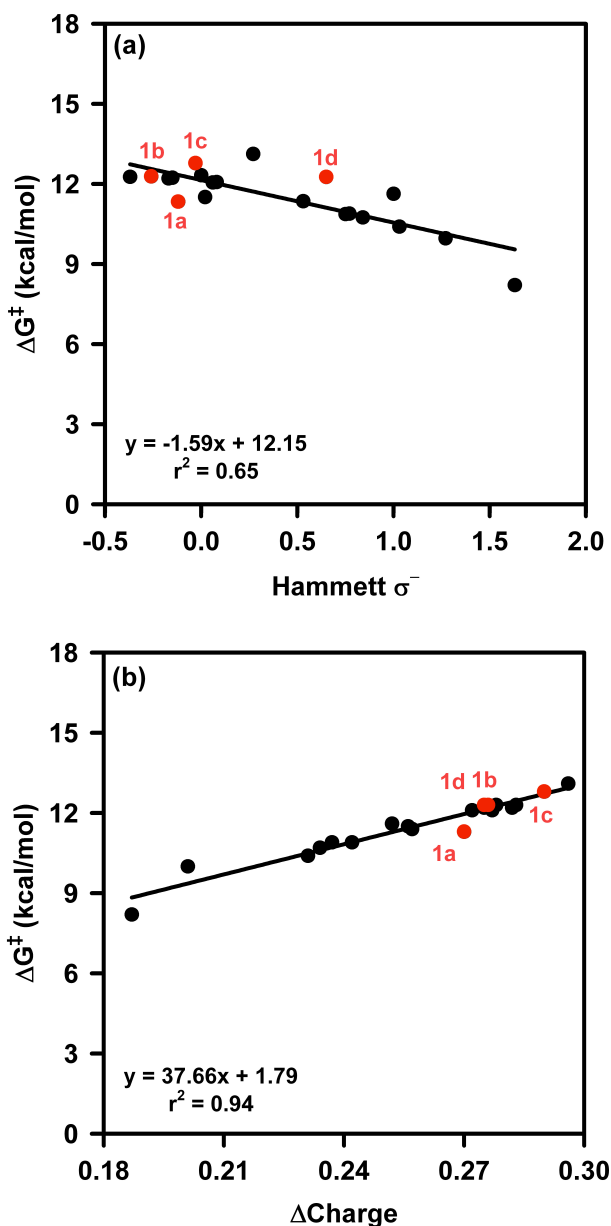 (a)
18
15
12
9
6
3
0
ΔG‡ (kcal/mol)
1b
1c
1d
1a
y = -1.59x + 12.15
r² = 0.65
-0.5 0.0 0.5 1.0 1.5 2.0
Hammett σ⁻
(b)
18
15
12
9
6
3
0
ΔG‡ (kcal/mol)
1d 1b
1c
1a
y = 37.66x + 1.79
r² = 0.94
0.18 0.21 0.24 0.27 0.30
ΔCharge